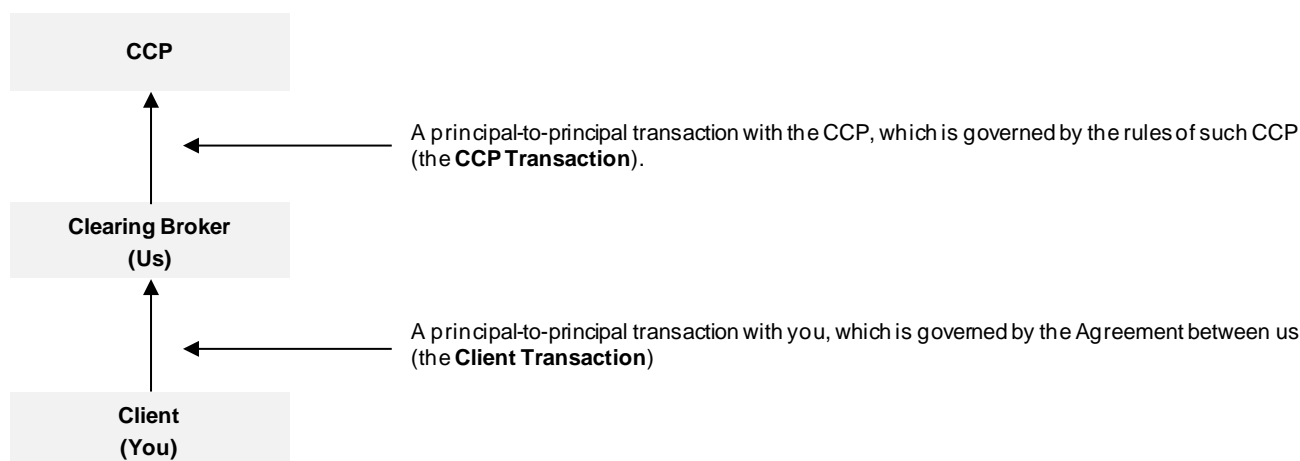 CCP
A principal-to-principal transaction with the CCP, which is governed by the rules of such CCP
(the CCP Transaction).
Clearing Broker
(Us)
A principal-to-principal transaction with you, which is governed by the Agreement between us
(the Client Transaction)
Client
(You)